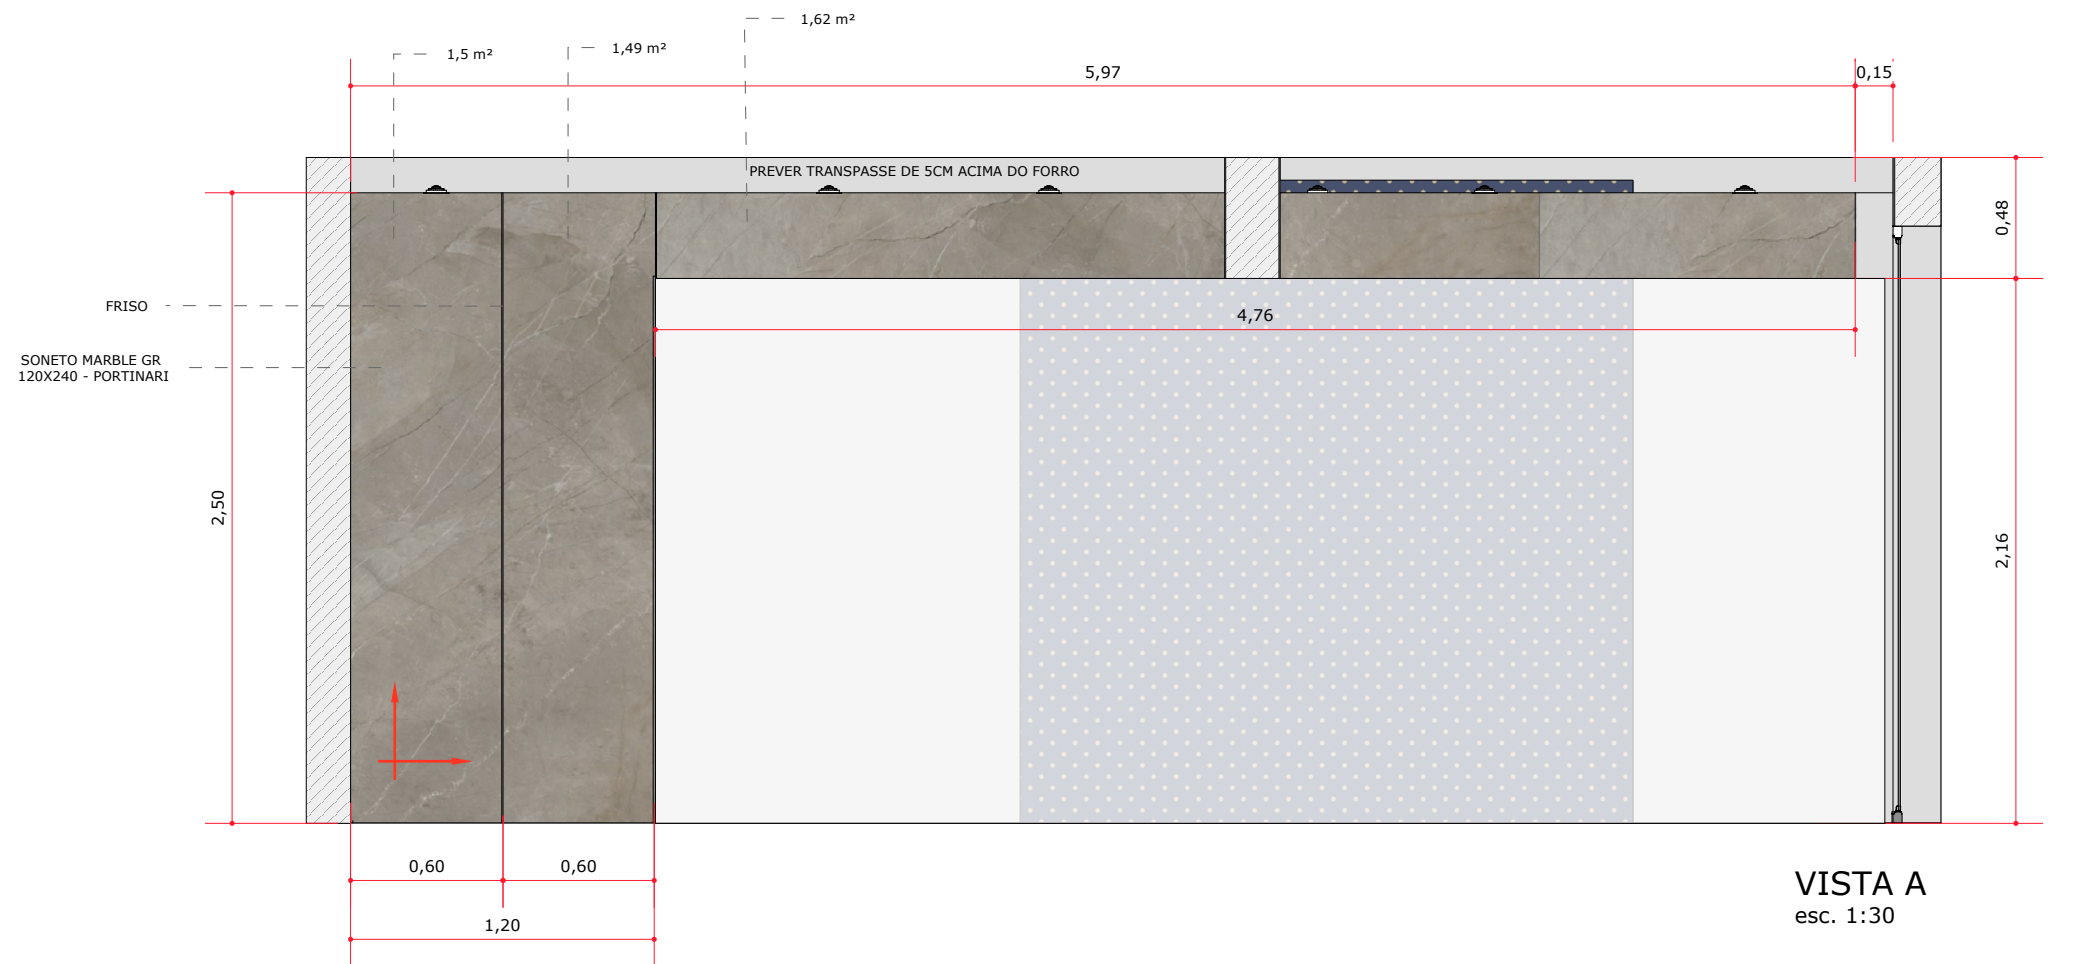 1,62 m²
1,49 m²
1,5 m²
5,97
0,15
PREVER TRANSPASSE DE 5CM ACIMA DO FORRO
0,48
FRISO
4,76
SONETO MARBLE GR
120X240 - PORTINARI
2,50
2,16
0,60
0,60
1,20
VISTA A
esc. 1:30